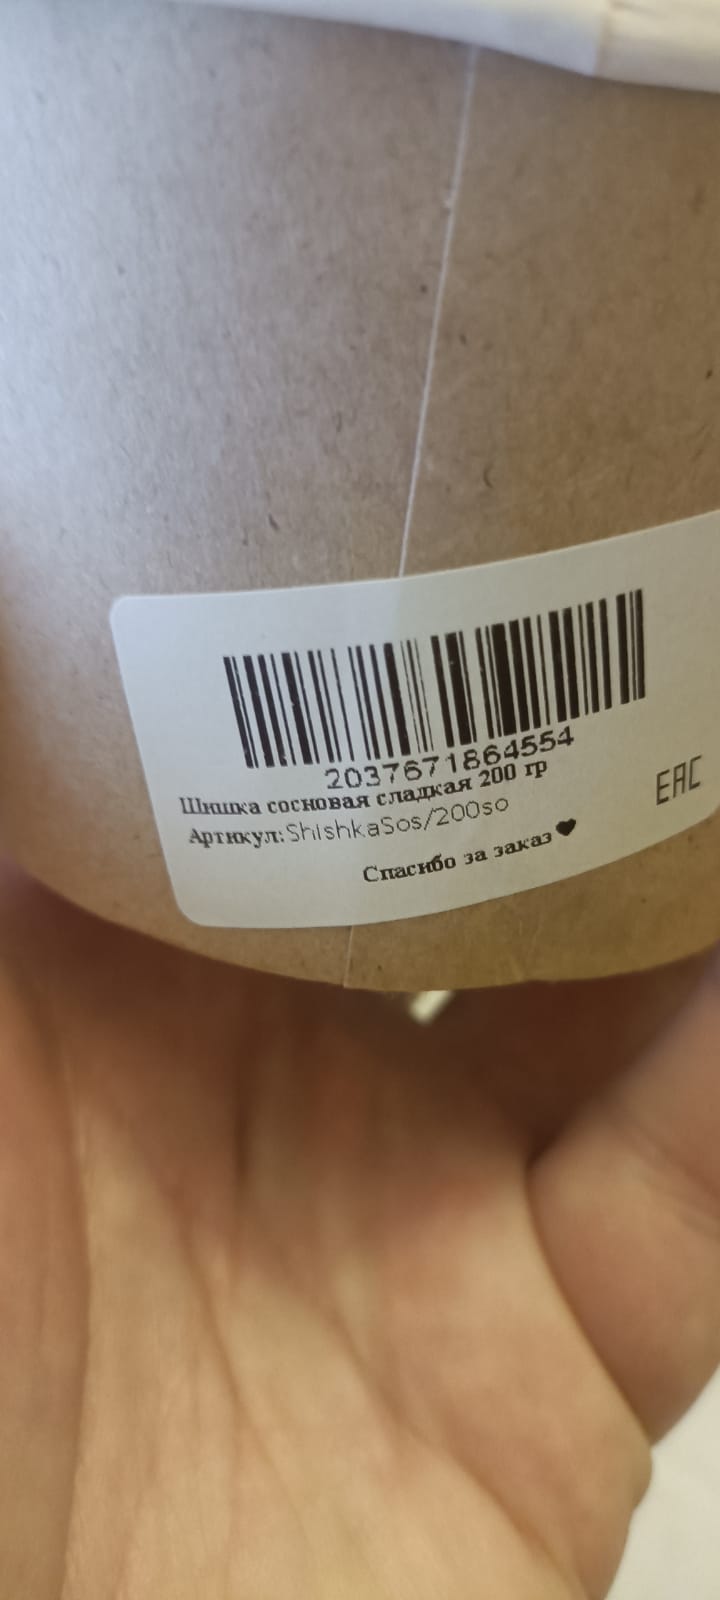 2037671864554
Шишка сосновая сладкая 200 гр
Артикул: ShishkaSos/200so
EAC
Спасибо за заказ ♥